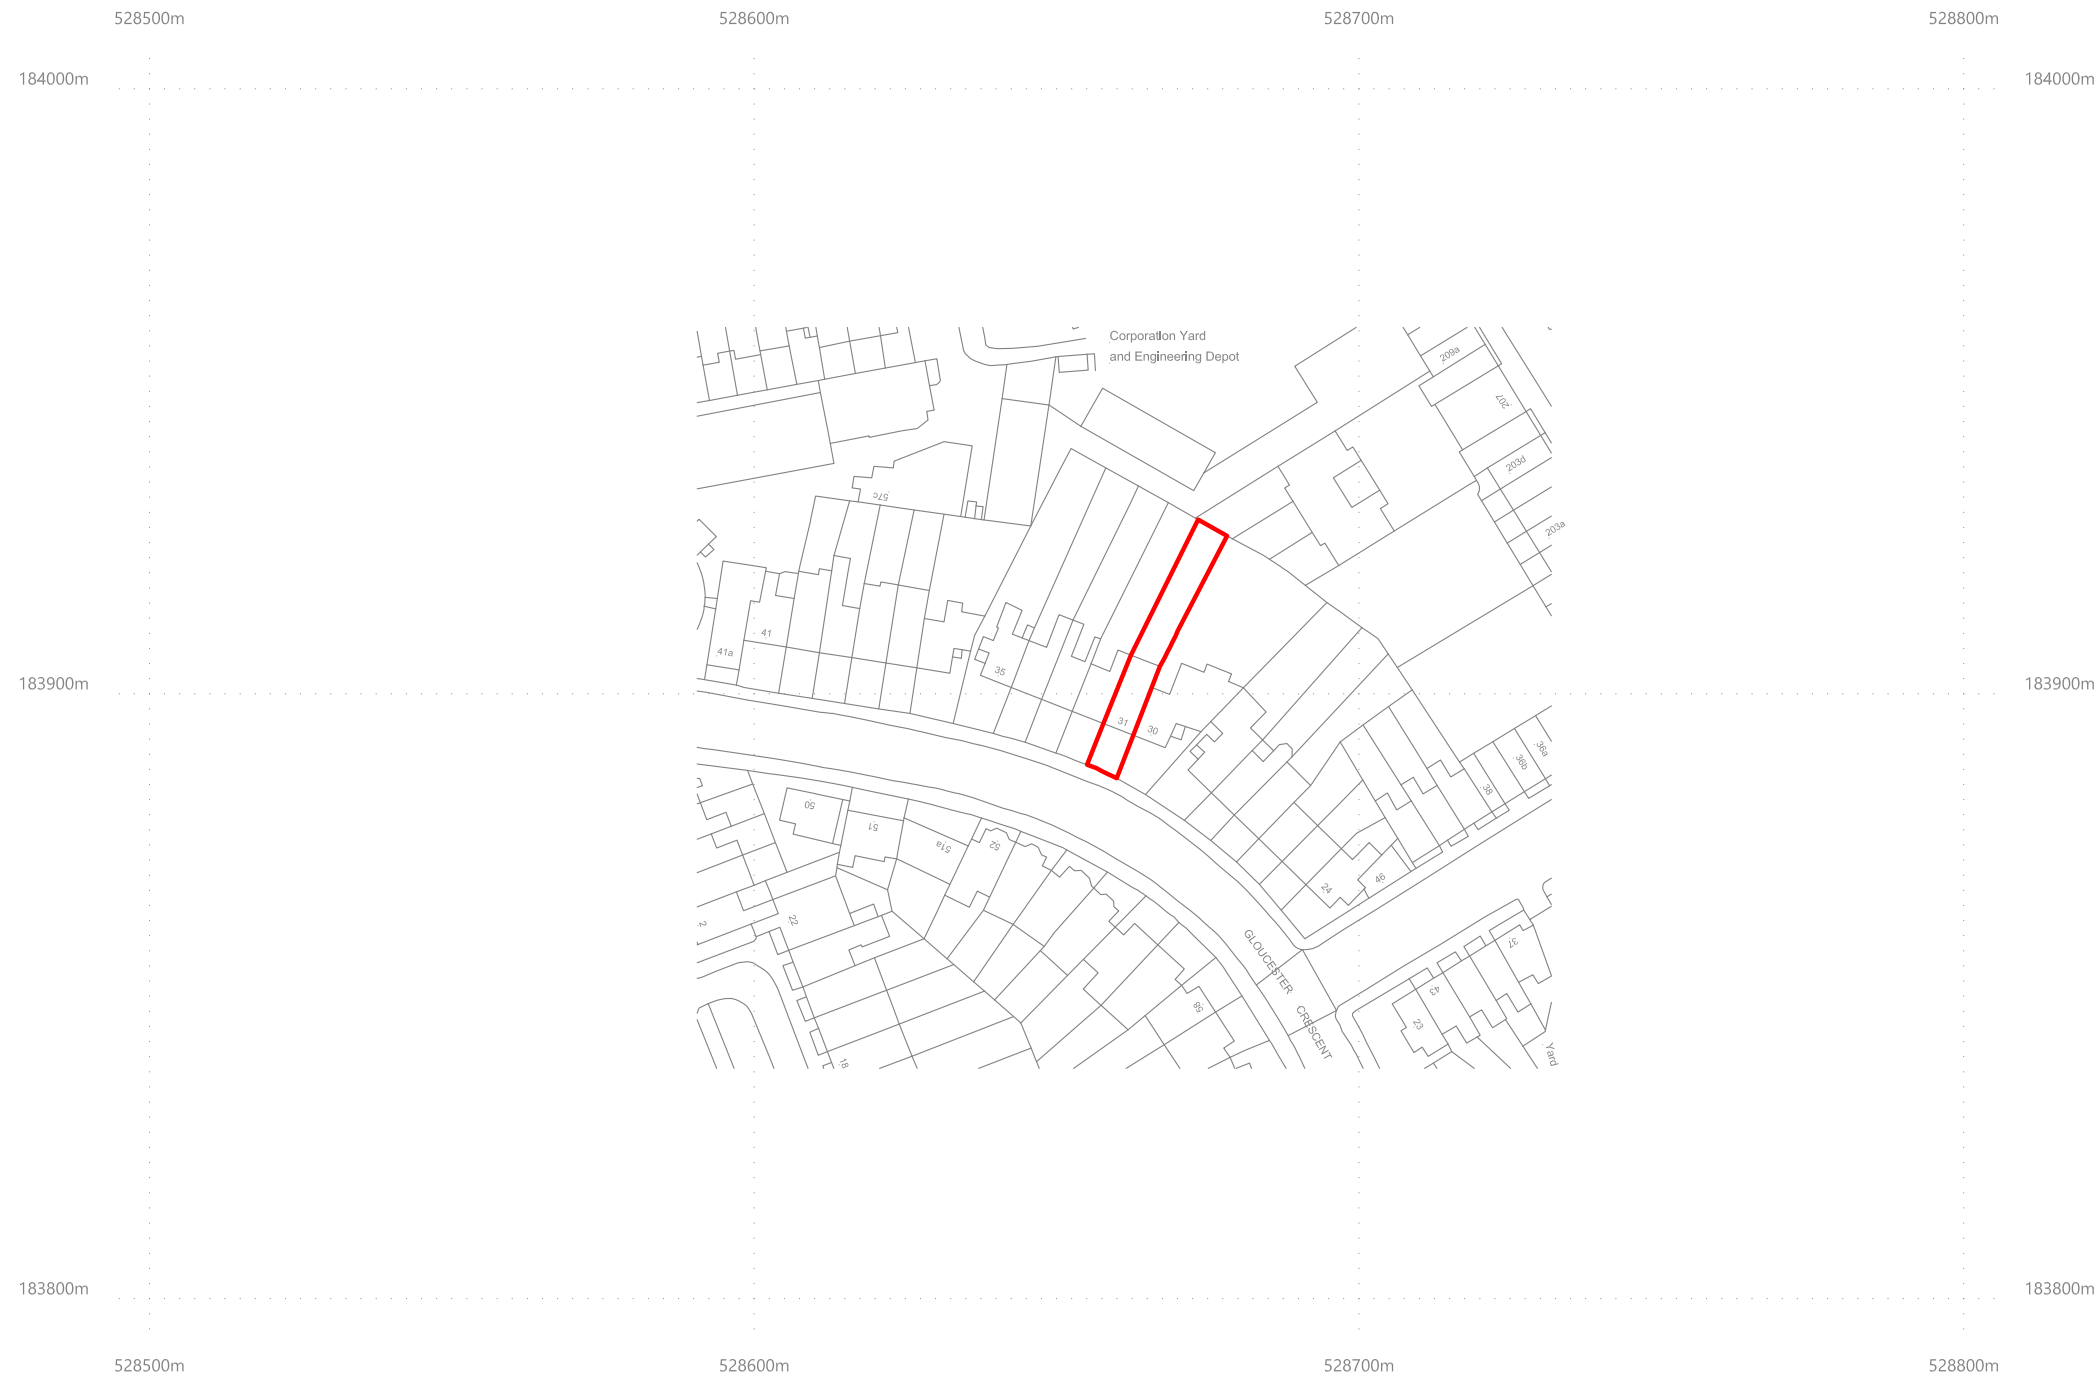 528500m
528600m
528700m
528800m
184000m
184000m
Corporation Yard
and Engineering Depot
209a
207
203d
57c
203a
41
41a
35
183900m
183900m
31
30
36a
36b
38
50
51
51a
52
24
46
2
22
GLOUCESTER
CRESCENT
37
43
58
23
Yard
18
183800m
183800m
528500m
528600m
528700m
528800m